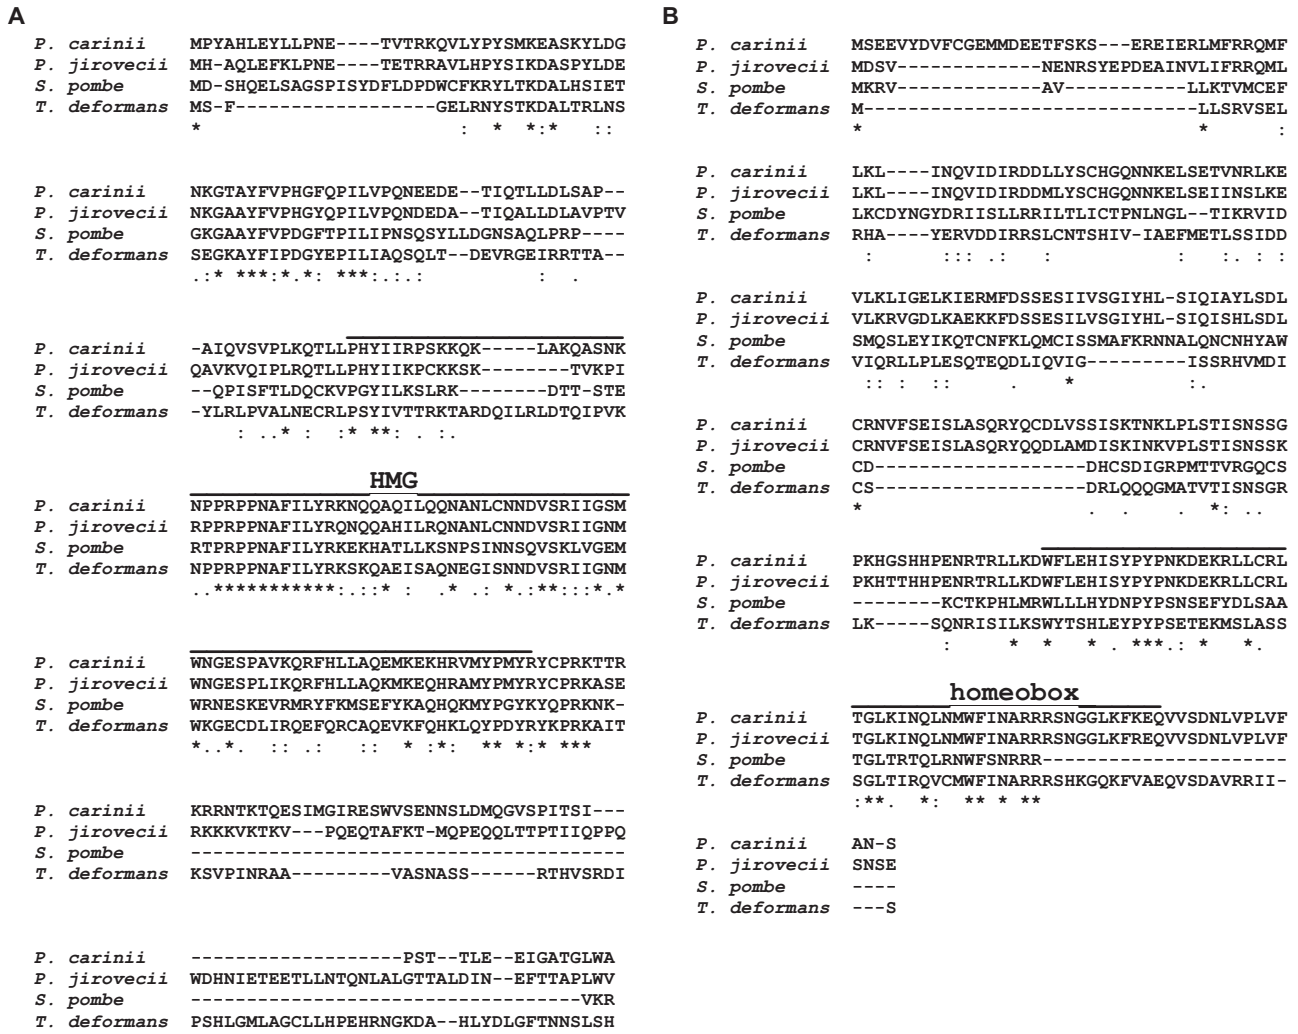 A
P. carinii MPYAHLEYLLPNE----TVTRKQVLYPYSMKEASKYLDG
P. jirovecii MH-AQLEFKLPNE----TETRRAVLHPYSIKDASPYLDE
S. pombe MD-SHQELSAGSPISYDFLDPDWCFKRYLTKDALHSIET
T. deformans MS-F------------------GELRNYSTKDALTRLNS
* : * *:* ::
P. carinii NKGTAYFVPHGFQPILVPQNEEDE--TIQTLLDLSAP--
P. jirovecii NKGAAYFVPHGYQPILVPQNDEDA--TIQALLDLAVPTV
S. pombe GKGAAYFVPDGFTPILIPNSQSYLLDGNSAQLPRP----
T. deformans SEGKAYFIPDGYEPILIAQSQLT--DEVRGEIRRTTA--
.:* ***:*.*: ***:.:.: : .
P. carinii -AIQVSVPLKQTLLPHYIIRPSKKQK-----LAKQASNK
P. jirovecii QAVKVQIPLRQTLLPHYIIKPCKKSK--------TVKPI
S. pombe --QPISFTLDQCKVPGYILKSLRK--------DTT-STE
T. deformans -YLRLPVALNECRLPSYIVTTRKTARDQILRLDTQIPVK
: ..* : :* **: . :.
HMG
P. carinii NPPRPPNAFILYRKNQQAQILQQNANLCNNDVSRIIGSM
P. jirovecii RPPRPPNAFILYRQNQQAHILRQNANLCNNDVSRIIGNM
S. pombe RTPRPPNAFILYRKEKHATLLKSNPSINNSQVSKLVGEM
T. deformans NPPRPPNAFILYRKSKQAEISAQNEGISNNDVSRIIGNM
..***********:.::* : .* .: *.:**:::*.*
P. carinii WNGESPAVKQRFHLLAQEMKEKHRVMYPMYRYCPRKTTR
P. jirovecii WNGESPLIKQRFHLLAQKMKEQHRAMYPMYRYCPRKASE
S. pombe WRNESKEVRMRYFKMSEFYKAQHQKMYPGYKYQPRKNK-
T. deformans WKGECDLIRQEFQRCAQEVKFQHKLQYPDYRYKPRKAIT
*..*. :: .: :: * :*: ** *:* ***
P. carinii KRRNTKTQESIMGIRESWVSENNSLDMQGVSPITSI---
P. jirovecii RKKKVKTKV---PQEQTAFKT-MQPEQQLTTPTIIQPPQ
S. pombe ---------------------------------------
T. deformans KSVPINRAA---------VASNASS------RTHVSRDI
P. carinii -------------------PST--TLE--EIGATGLWA
P. jirovecii WDHNIETEETLLNTQNLALGTTALDIN--EFTTAPLWV
S. pombe -----------------------------------VKR
T. deformans PSHLGMLAGCLLHPEHRNGKDA--HLYDLGFTNNSLSH
B
P. carinii MSEEVYDVFCGEMMDEETFSKS---EREIERLMFRRQMF
P. jirovecii MDSV-------------NENRSYEPDEAINVLIFRRQML
S. pombe MKRV-------------AV-----------LLKTVMCEF
T. deformans M------------------------------LLSRVSEL
* * :
P. carinii LKL----INQVIDIRDDLLYSCHGQNNKELSETVNRLKE
P. jirovecii LKL----INQVIDIRDDMLYSCHGQNNKELSEIINSLKE
S. pombe LKCDYNGYDRIISLLRRILTLICTPNLNGL--TIKRVID
T. deformans RHA----YERVDDIRRSLCNTSHIV-IAEFMETLSSIDD
: ::: .: : : :. : :
P. carinii VLKLIGELKIERMFDSSESIIVSGIYHL-SIQIAYLSDL
P. jirovecii VLKRVGDLKAEKKFDSSESILVSGIYHL-SIQISHLSDL
S. pombe SMQSLEYIKQTCNFKLQMCISSMAFKRNNALQNCNHYAW
T. deformans VIQRLLPLESQTEQDLIQVIG--------ISSRHVMDI
:: : :: . * :.
P. carinii CRNVFSEISLASQRYQCDLVSSISKTNKLPLSTISNSSG
P. jirovecii CRNVFSEISLASQRYQQDLAMDISKINKVPLSTISNSSK
S. pombe CD-------------------DHCSDIGRPMTTVRGQCS
T. deformans CS-------------------DRLQQQGMATVTISNSGR
* . . . *: ..
P. carinii PKHGSHHPENRTRLLKDWFLEHISYPYPNKDEKRLLCRL
P. jirovecii PKHTTHHPENRTRLLKDWFLEHISYPYPNKDEKRLLCRL
S. pombe --------KCTKPHLMRWLLLHYDNPYPSNSEFYDLSAA
T. deformans LK-----SQNRISILKSWYTSHLEYPYPSETEKMSLASS
: * * * . ***.: * *.
homeobox
P. carinii TGLKINQLNMWFINARRRSNGGLKFKEQVVSDNLVPLVF
P. jirovecii TGLKINQLNMWFINARRRSNGGLKFREQVVSDNLVPLVF
S. pombe TGLTRTQLRNWFSNRRR----------------------
T. deformans SGLTIRQVCMWFINARRRSHKGQKFVAEQVSDAVRRII-
:**. *: ** * **
P. carinii AN-S
P. jirovecii SNSE
S. pombe ----
T. deformans ---S